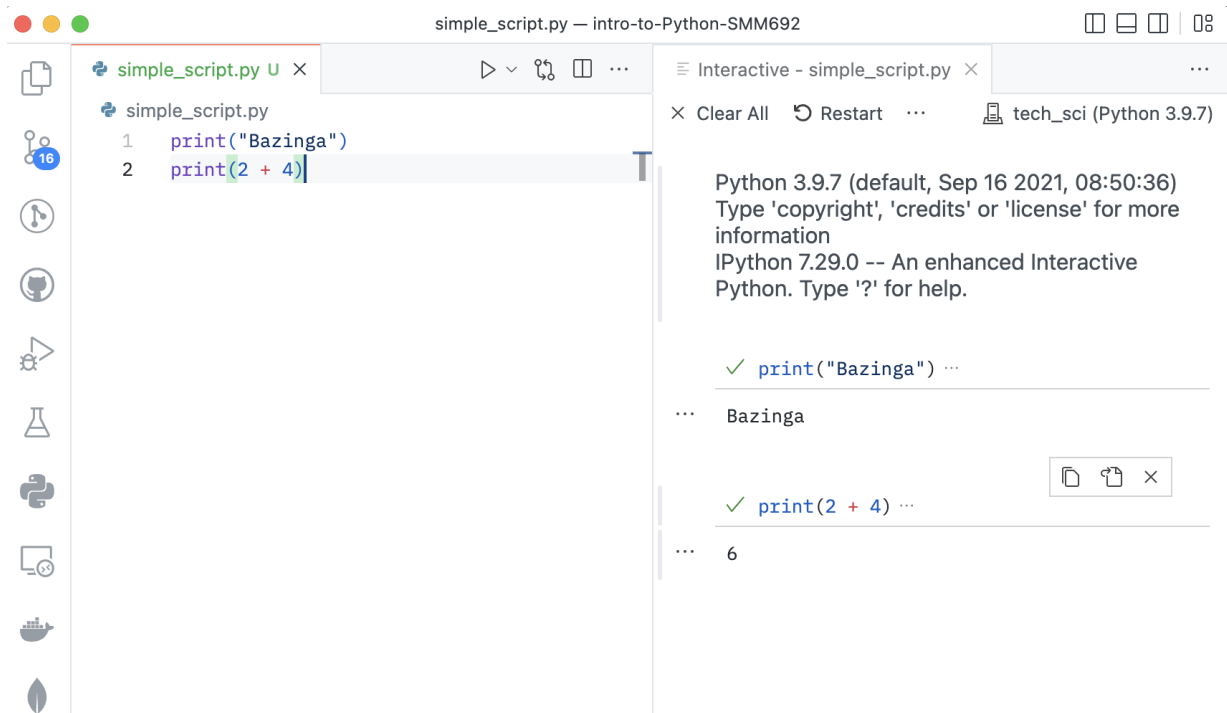 simple_script.py — intro-to-Python-SMM692
simple_script.py U
simple_script.py
1 print("Bazinga")
2 print(2 + 4)
16
Interactive - simple_script.py
Clear All Restart ··· tech_sci (Python 3.9.7)
Python 3.9.7 (default, Sep 16 2021, 08:50:36)
Type 'copyright', 'credits' or 'license' for more
information
IPython 7.29.0 -- An enhanced Interactive
Python. Type '?' for help.
print("Bazinga") ···
Bazinga
print(2 + 4) ···
6